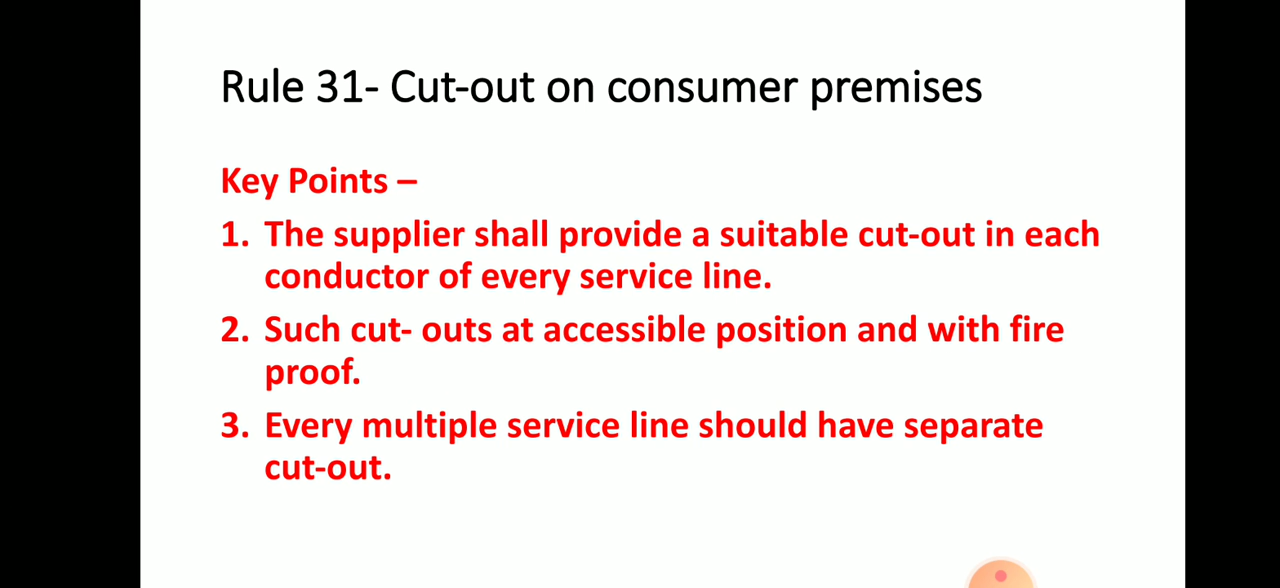 Rule 31- Cut-out on consumer premises
Key Points –
1. The supplier shall provide a suitable cut-out in each
conductor of every service line.
2. Such cut- outs at accessible position and with fire
proof.
3. Every multiple service line should have separate
cut-out.